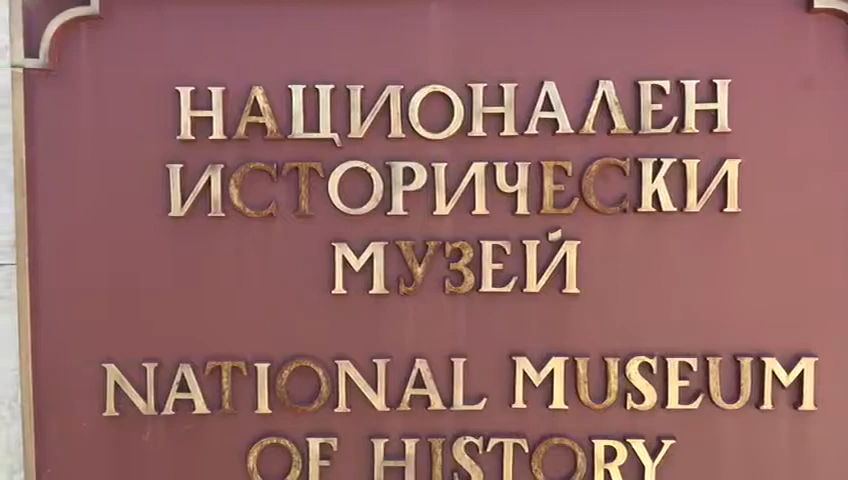 НАЦИОНАЛЕН
ИСТОРИЧЕСКИ
МУЗЕЙ
NATIONAL MUSEUM
OF HISTORY